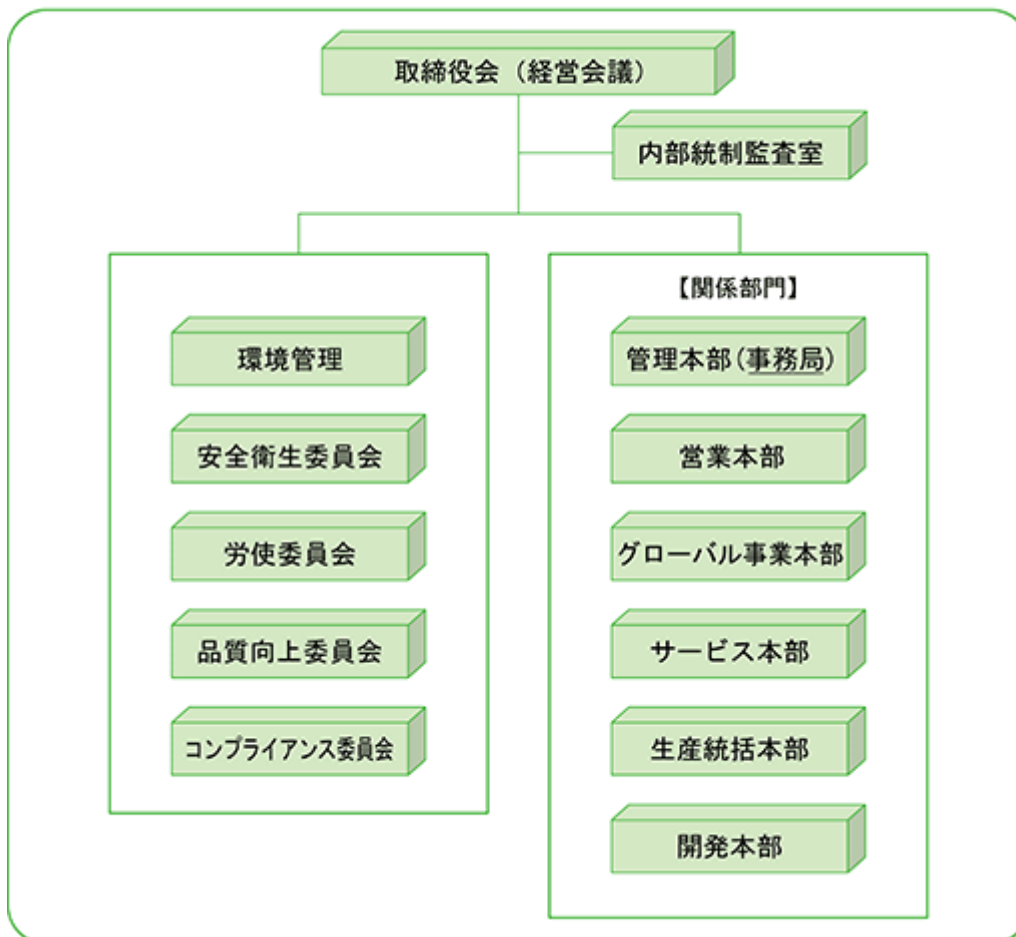 取締役会（経営会議）
内部統制監査室
環境管理
安全衛生委員会
労使委員会
品質向上委員会
コンプライアンス委員会
【関係部門】
管理本部（事務局）
営業本部
グローバル事業本部
サービス本部
生産統括本部
開発本部